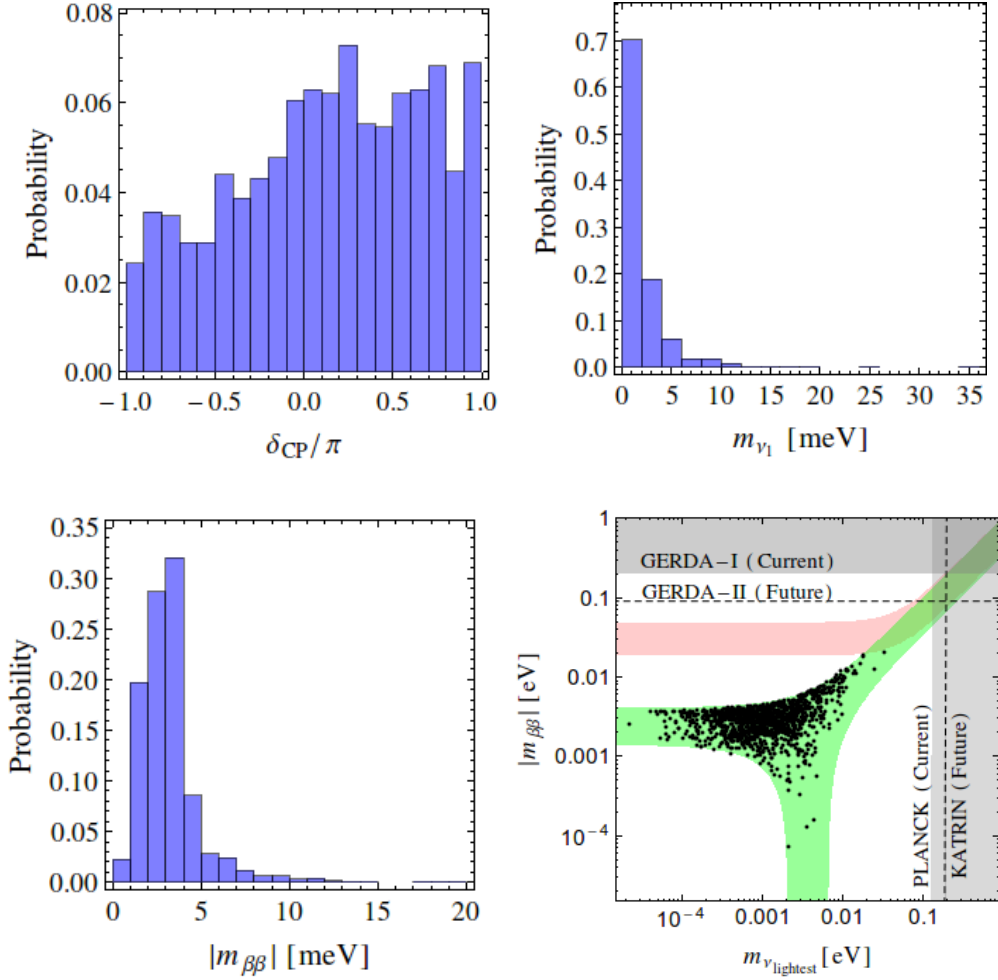 0.08
0.06
0.04
0.02
0.00
Probability
-1.0 -0.5 0.0 0.5 1.0
δCP/π
0.7
0.6
0.5
0.4
0.3
0.2
0.1
0.0
Probability
0 5 10 15 20 25 30 35
mν1 [meV]
0.35
0.30
0.25
0.20
0.15
0.10
0.05
0.00
Probability
0 5 10 15 20
|mββ| [meV]
1
0.1
0.01
0.001
10⁻⁴
|mββ| [eV]
GERDA-I (Current)
GERDA-II (Future)
PLANCK (Current)
KATRIN (Future)
10⁻⁴ 0.001 0.01 0.1
mνlightest [eV]